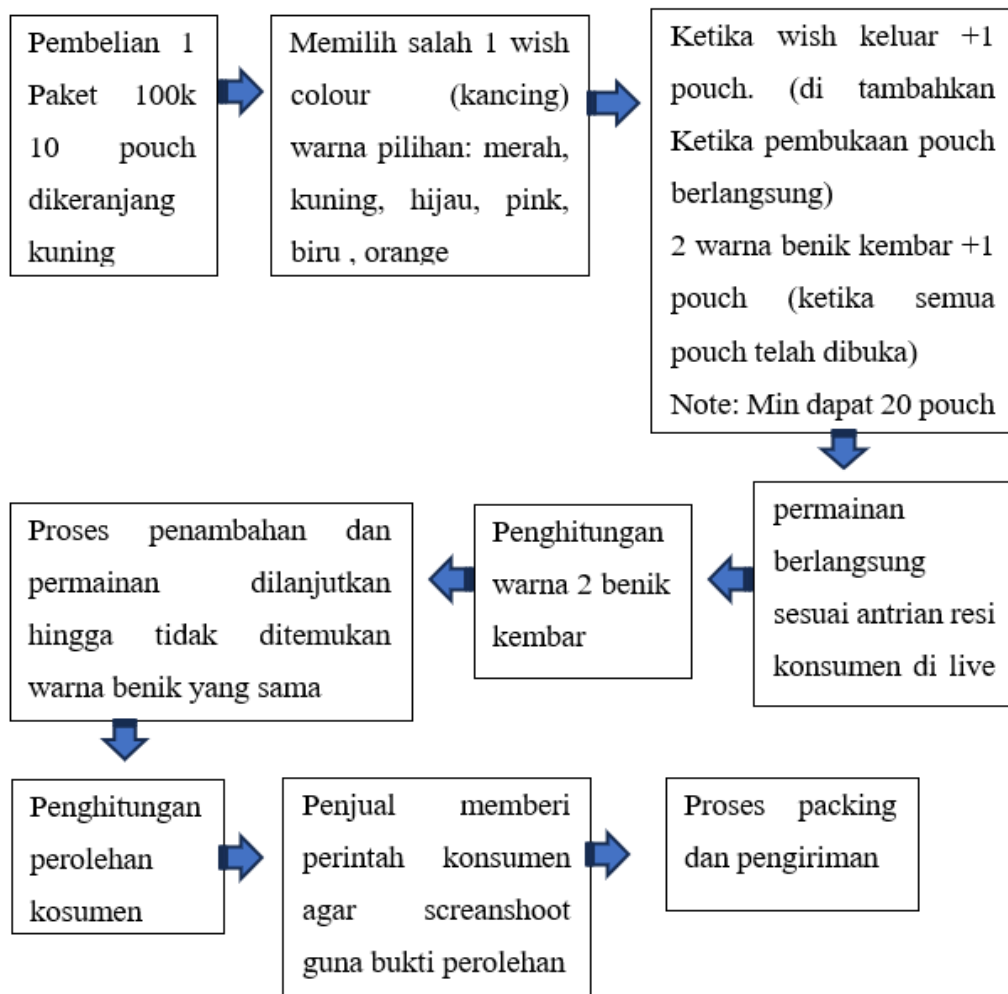 Pembelian 1
Paket 100k
10 pouch
dikeranjang
kuning
Memilih salah 1 wish
colour (kancing)
warna pilihan: merah,
kuning, hijau, pink,
biru , orange
Ketika wish keluar +1
pouch. (di tambahkan
Ketika pembukaan pouch
berlangsung)
2 warna benik kembar +1
pouch (ketika semua
pouch telah dibuka)
Note: Min dapat 20 pouch
permainan
berlangsung
sesuai antrian resi
konsumen di live
Penghitungan
warna 2 benik
kembar
Proses penambahan dan
permainan dilanjutkan
hingga tidak ditemukan
warna benik yang sama
Penghitungan
perolehan
kosumen
Penjual memberi
perintah konsumen
agar screanshoot
guna bukti perolehan
Proses packing
dan pengiriman